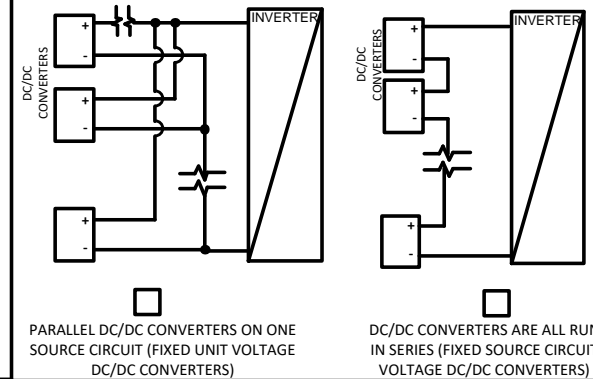 INVERTER
DC/DC
CONVERTERS
+
-
+
-
+
-
PARALLEL DC/DC CONVERTERS ON ONE
SOURCE CIRCUIT (FIXED UNIT VOLTAGE
DC/DC CONVERTERS)
INVERTER
DC/DC
CONVERTERS
+
-
+
-
+
-
DC/DC CONVERTERS ARE ALL RUN
IN SERIES (FIXED SOURCE CIRCUIT
VOLTAGE DC/DC CONVERTERS)